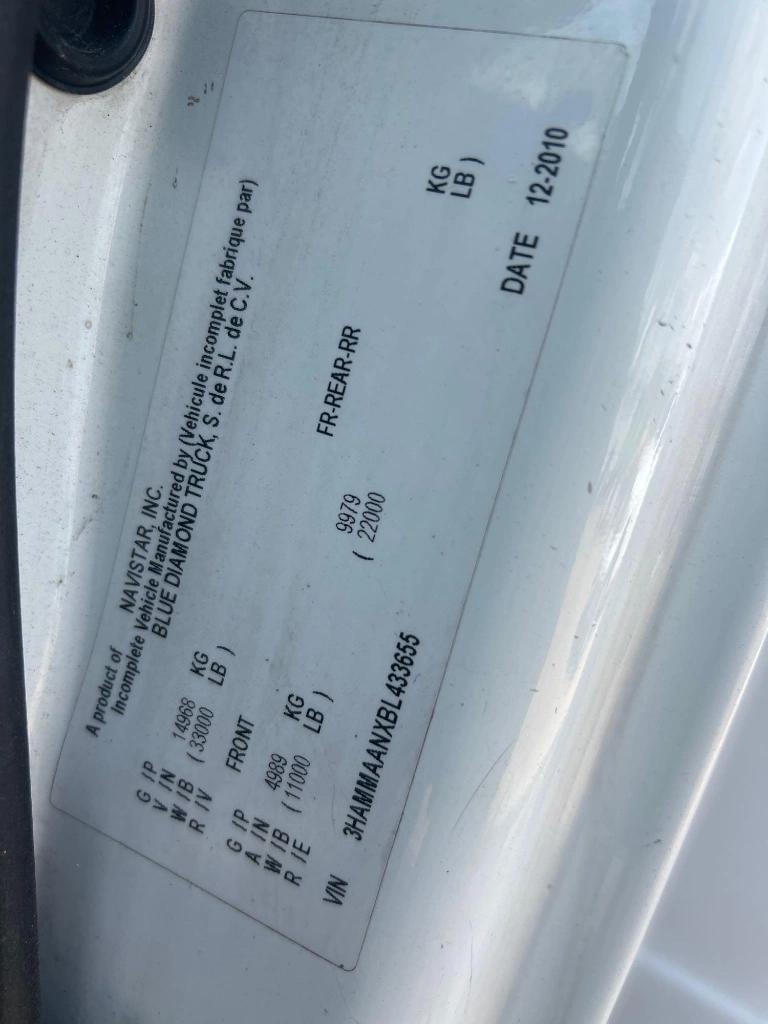 A product of NAVISTAR, INC.
Incomplete Vehicle Manufactured by (Vehicule incomplet fabrique par)
BLUE DIAMOND TRUCK, S. de R.L. de C.V.
G /P
V /N 14968 KG
W /B ( 33000 LB )
R /V
FRONT FR-REAR-RR
G /P
A /N 4989 KG 9979 KG
W /B ( 11000 LB ) ( 22000 LB )
R /E
VIN 3HAMMAANXBL433655 DATE 12-2010